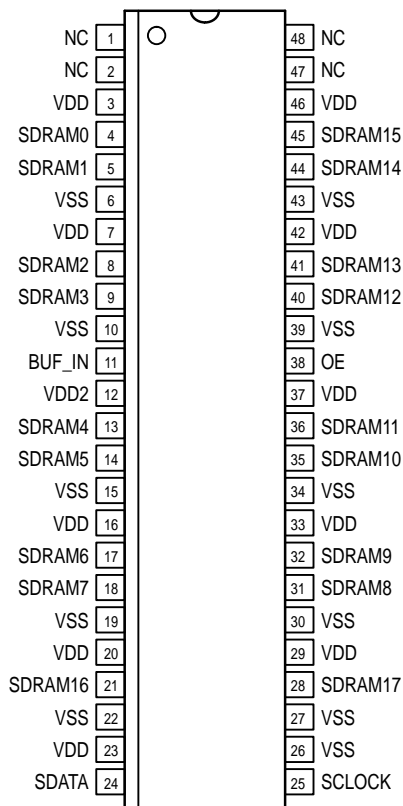 NC 1 48 NC
NC 2 47 NC
VDD 3 46 VDD
SDRAM0 4 45 SDRAM15
SDRAM1 5 44 SDRAM14
VSS 6 43 VSS
VDD 7 42 VDD
SDRAM2 8 41 SDRAM13
SDRAM3 9 40 SDRAM12
VSS 10 39 VSS
BUF_IN 11 38 OE
VDD2 12 37 VDD
SDRAM4 13 36 SDRAM11
SDRAM5 14 35 SDRAM10
VSS 15 34 VSS
VDD 16 33 VDD
SDRAM6 17 32 SDRAM9
SDRAM7 18 31 SDRAM8
VSS 19 30 VSS
VDD 20 29 VDD
SDRAM16 21 28 SDRAM17
VSS 22 27 VSS
VDD 23 26 VSS
SDATA 24 25 SCLOCK